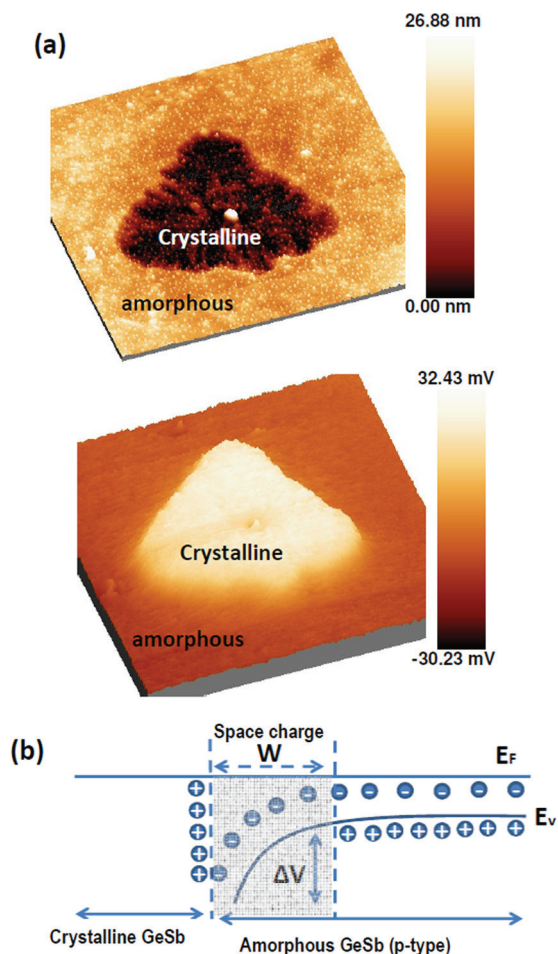 (a)
26.88 nm
Crystalline
amorphous
0.00 nm
32.43 mV
Crystalline
amorphous
-30.23 mV
(b)
Space charge
W
EF
Ev
ΔV
Crystalline GeSb
Amorphous GeSb (p-type)